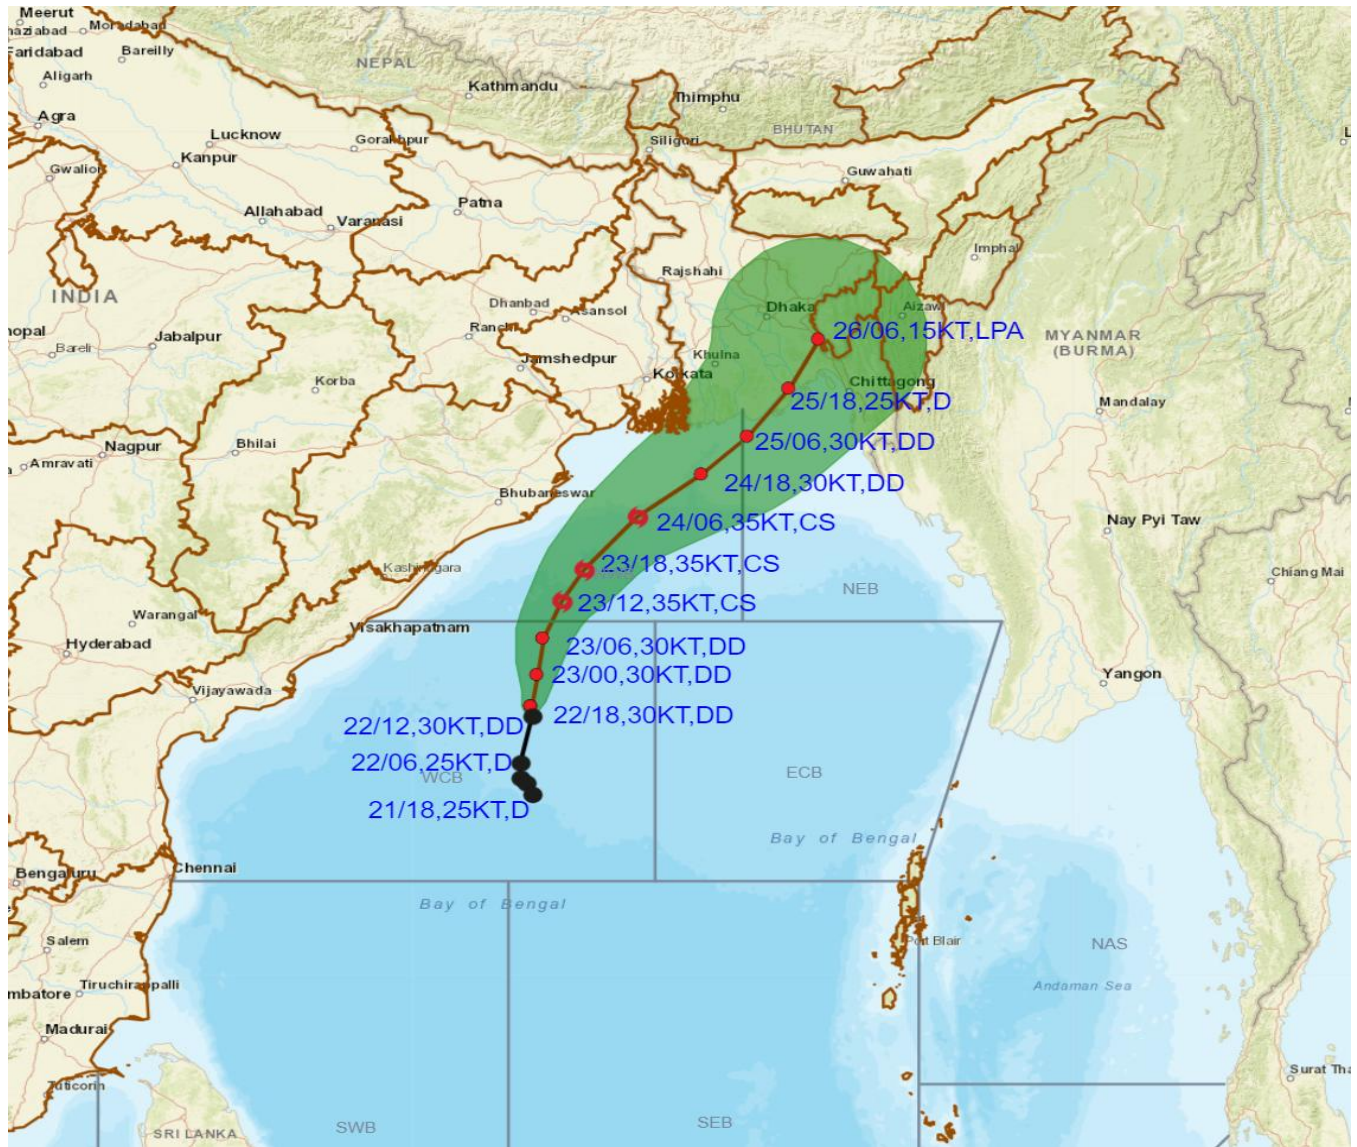 Meerut
Moradabad
Faridabad
Bareilly
Aligarh
NEPAL
Kathmandu
Thimphu
BHUTAN
Agra
Lucknow
Gorakhpur
Siligori
Gwalior
Kanpur
Guwahati
Allahabad
Varanasi
Patna
Imphal
Rajshahi
INDIA
Dhanbad
Asansol
Dhaka
Aizawl
26/06,15KT,LPA
Jabalpur
Ranchi
MYANMAR
(BURMA)
Bareli
Jamshedpur
Khulna
Kolkata
Korba
Chittagong
25/18,25KT,D
Mandalay
Nagpur
Bhilai
25/06,30KT,DD
Amravati
24/18,30KT,DD
Bhubaneswar
24/06,35KT,CS
Nay Pyi Taw
23/18,35KT,CS
Chiang Mai
NEB
23/12,35KT,CS
Warangal
Visakhapatnam
Hyderabad
23/06,30KT,DD
23/00,30KT,DD
Yangon
Vijayawada
22/18,30KT,DD
22/12,30KT,DD
22/06,25KT,D
WCB
ECB
21/18,25KT,D
Bay of Bengal
Chennai
Bengaluru
Bay of Bengal
Port Blair
NAS
Salem
Tiruchirappalli
Andaman Sea
mbatore
Madurai
Tuticorin
Surat Tha
SWB
SEB
SRI LANKA